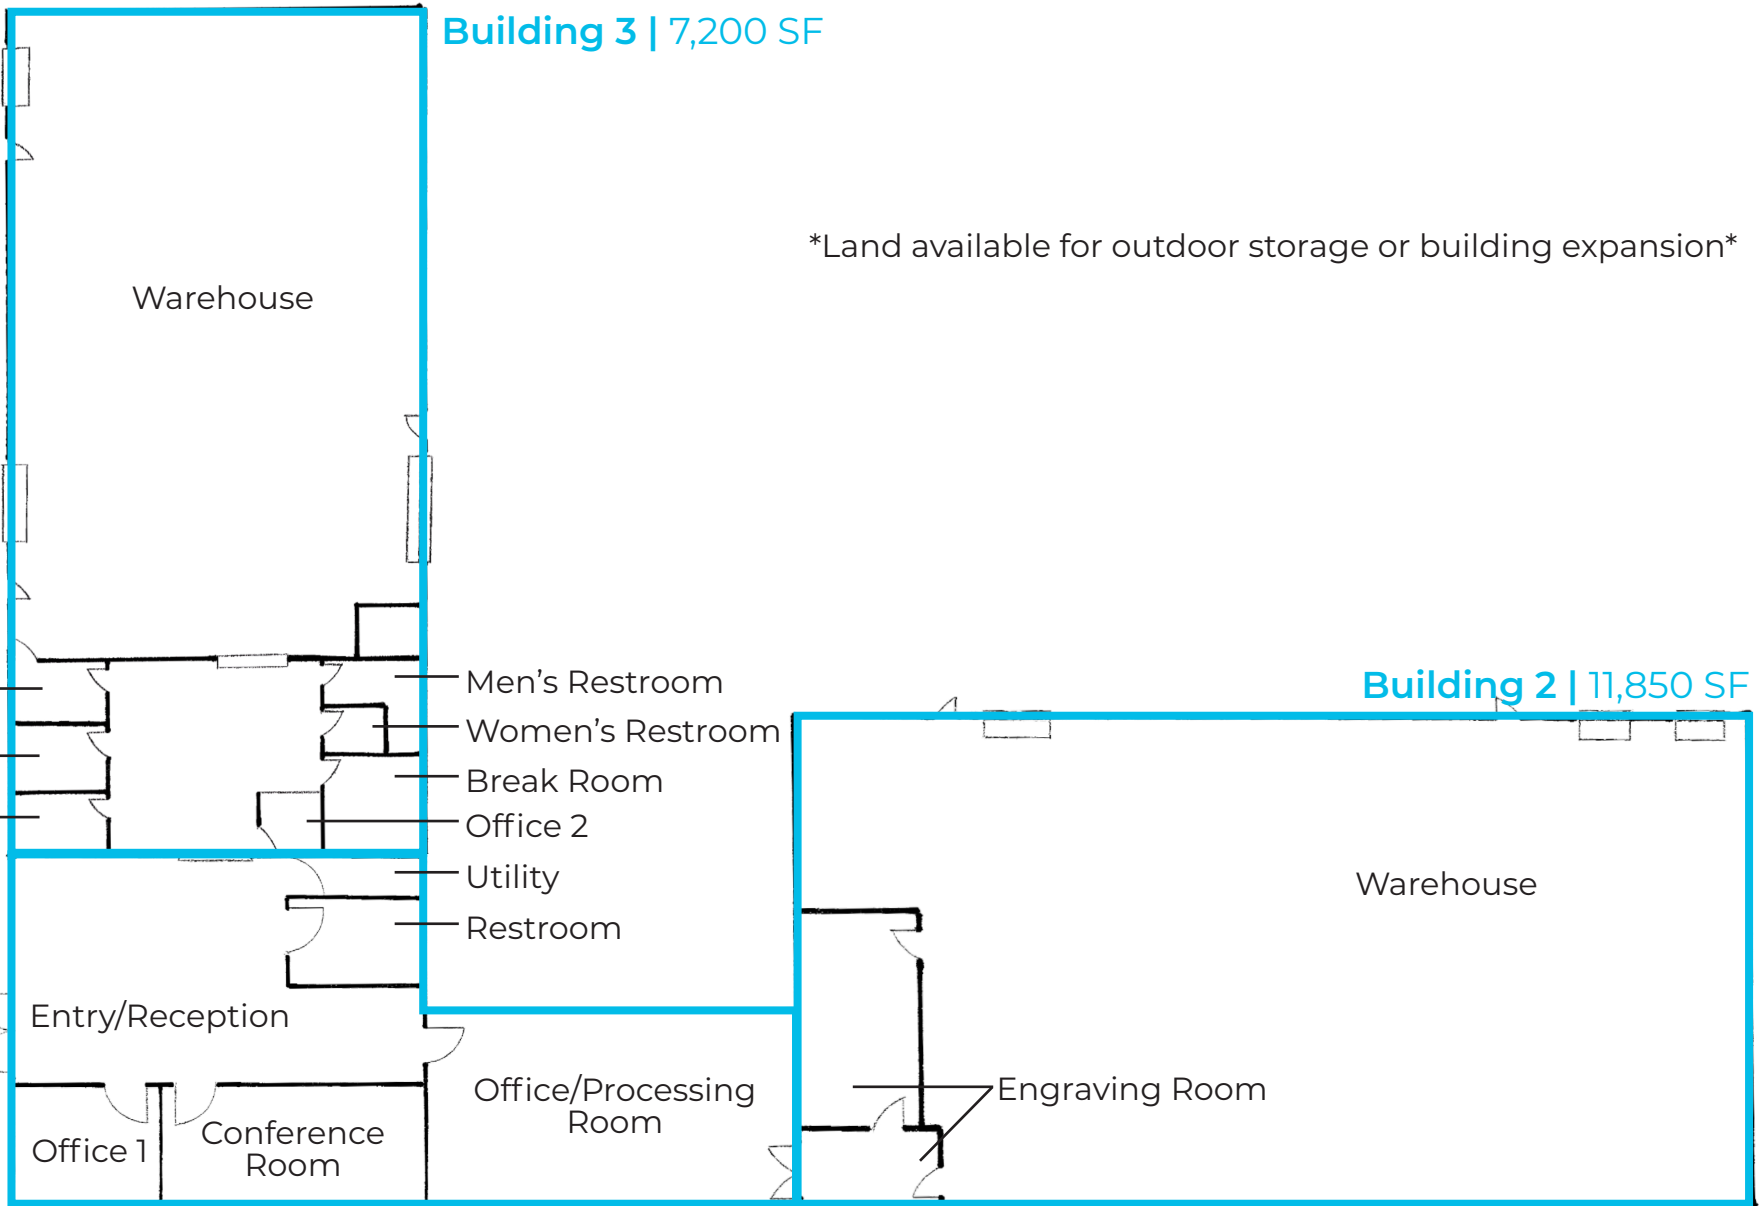 Building 3 | 7,200 SF
*Land available for outdoor storage or building expansion*
Warehouse
Men's Restroom
Women's Restroom
Break Room
Office 2
Utility
Restroom
Building 2 | 11,850 SF
Warehouse
Entry/Reception
Office/Processing
Room
Engraving Room
Office 1
Conference
Room